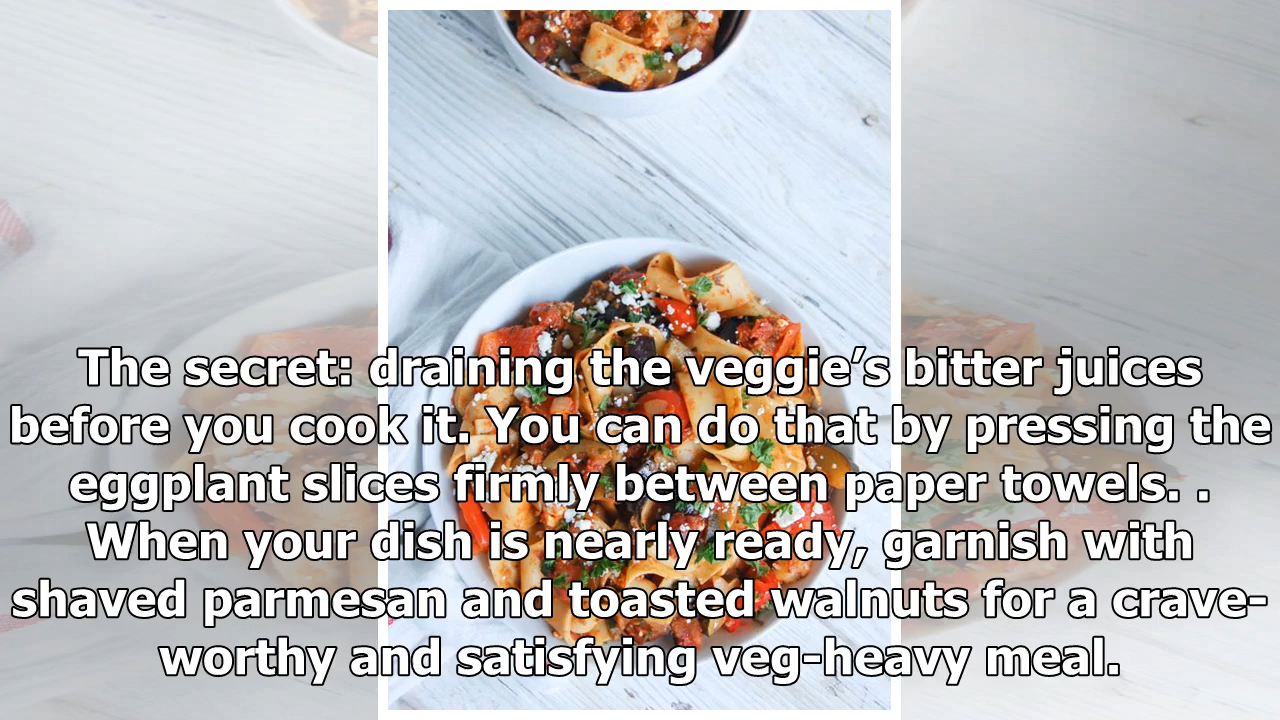 The secret: draining the veggie’s bitter juices
before you cook it. You can do that by pressing the
eggplant slices firmly between paper towels. .
When your dish is nearly ready, garnish with
shaved parmesan and toasted walnuts for a crave-
worthy and satisfying veg-heavy meal.